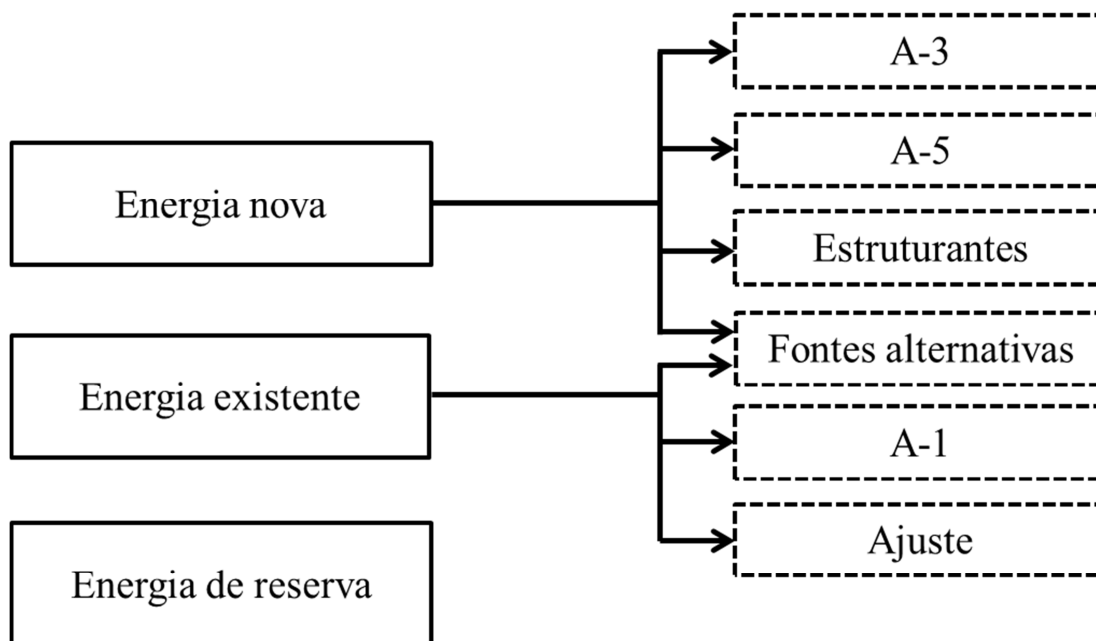 A-3
A-5
Energia nova
Estruturantes
Fontes alternativas
Energia existente
A-1
Ajuste
Energia de reserva